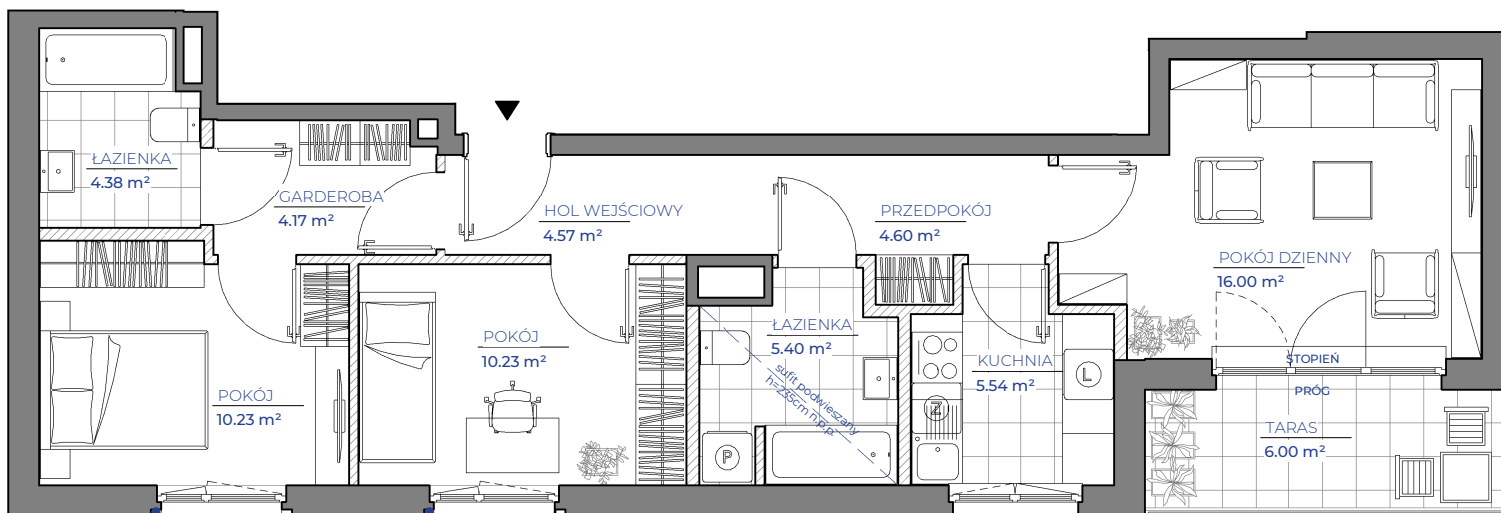 ŁAZIENKA
4.38 m²
GARDEROBA
4.17 m²
HOL WEJŚCIOWY
4.57 m²
PRZEDPOKÓJ
4.60 m²
POKÓJ DZIENNY
16.00 m²
POKÓJ
10.23 m²
POKÓJ
10.23 m²
ŁAZIENKA
5.40 m²
sufit podwieszany
h=235cm n.p.p.
P
KUCHNIA
5.54 m²
L
Z
STOPIEŃ
PRÓG
TARAS
6.00 m²